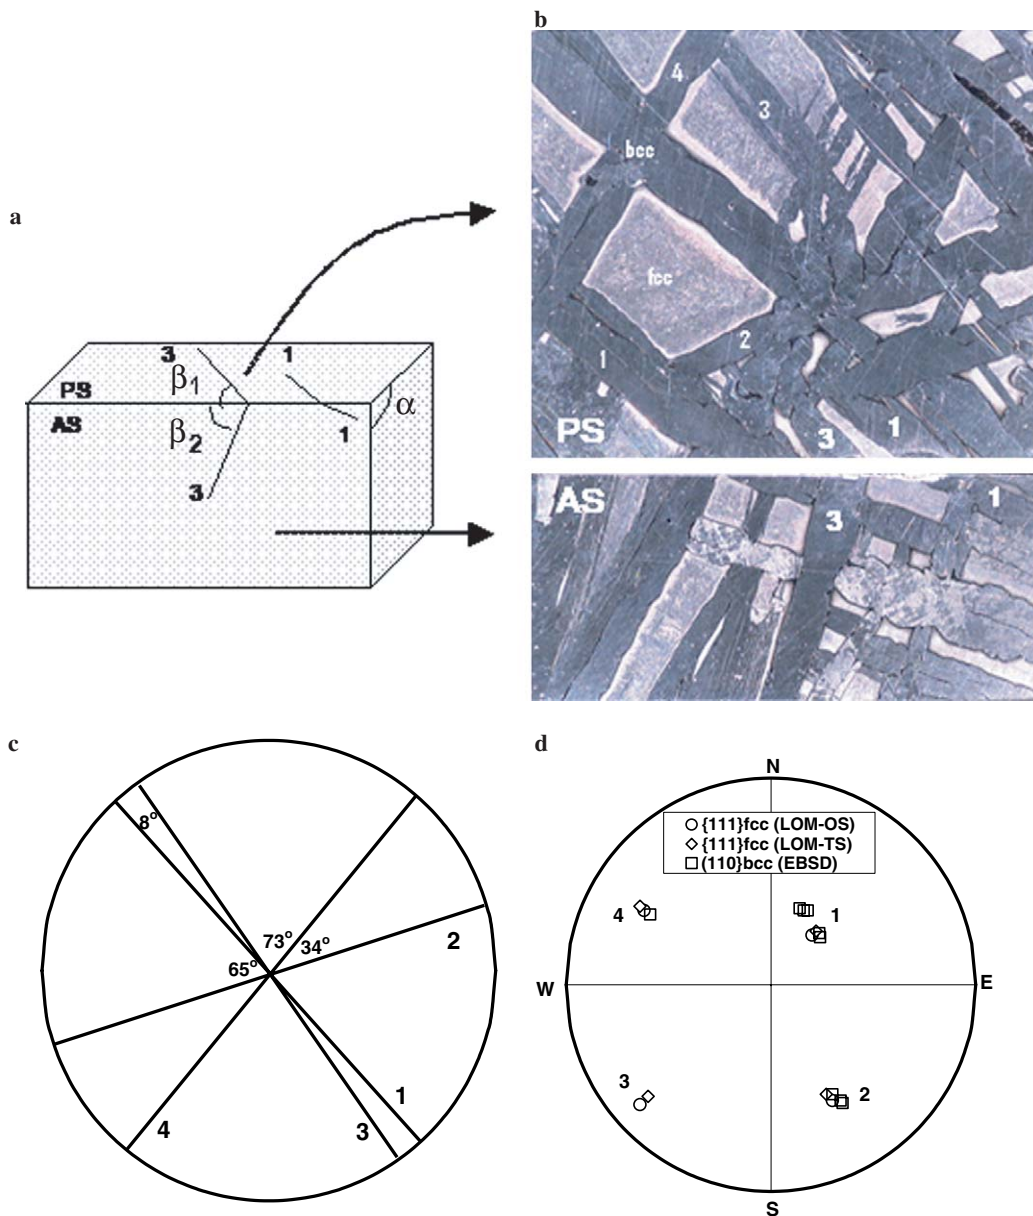 a
3
1
β1
PS
AS
β2
α
1
3
b
4
3
bcc
fcc
2
1
PS
3
1
AS
3
1
c
8°
73°
34°
65°
2
1
4
3
d
N
{111}fcc (LOM-OS)
{111}fcc (LOM-TS)
(110}bcc (EBSD)
4
1
W
E
3
2
S